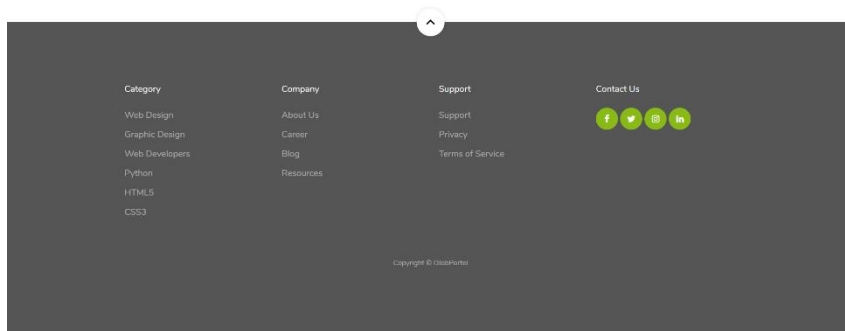 Category
Web Design
Graphic Design
Web Developers
Python
HTML5
CSS3
Company
About Us
Career
Blog
Resources
Support
Support
Privacy
Terms of Service
Contact Us
Copyright ©